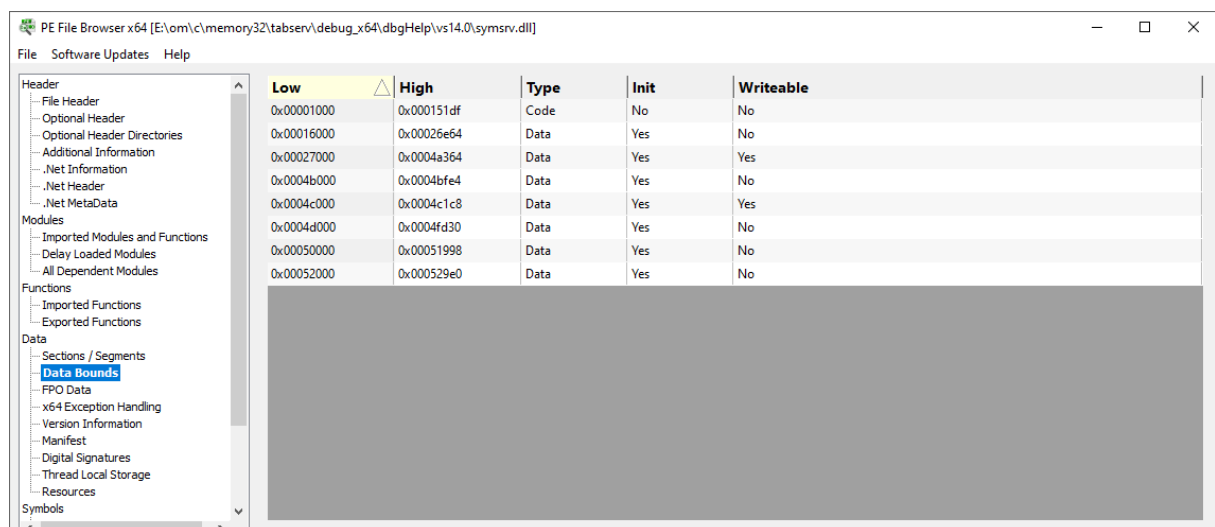 PE File Browser x64 [E:\om\c\memory32\tabserv\debug_x64\dbgHelp\vs14.0\symsrv.dll]
File Software Updates Help
Header
File Header
Optional Header
Optional Header Directories
Additional Information
.Net Information
.Net Header
.Net MetaData
Modules
Imported Modules and Functions
Delay Loaded Modules
All Dependent Modules
Functions
Imported Functions
Exported Functions
Data
Sections / Segments
Data Bounds
FPO Data
x64 Exception Handling
Version Information
Manifest
Digital Signatures
Thread Local Storage
Resources
Symbols
Low High Type Init Writeable
0x00001000 0x000151df Code No No
0x00016000 0x00026e64 Data Yes No
0x00027000 0x0004a364 Data Yes Yes
0x0004b000 0x0004bfe4 Data Yes No
0x0004c000 0x0004c1c8 Data Yes Yes
0x0004d000 0x0004fd30 Data Yes No
0x00050000 0x00051998 Data Yes No
0x00052000 0x000529e0 Data Yes No